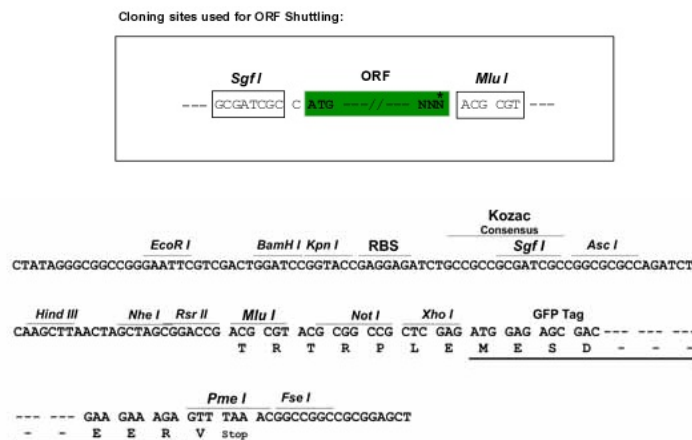 Cloning sites used for ORF Shuttling:
Sgf I ORF Mlu I
--- GCGATCGC C ATG ---//--- NNN* ACG CGT ---
Kozac
Consensus
EcoR I BamH I Kpn I RBS Sgf I Asc I
CTATAGGGCGGCCGGGAATTCGTCGACTGGATCCGGTACCGAGGAGATCTGCCGCCGCGATCGCCGGCGCGCCAGATCT
Hind III Nhe I Rsr II Mlu I Not I Xho I GFP Tag
CAAGCTTAACTAGCTAGCGGACCG ACG CGT ACG CGG CCG CTC GAG ATG GAG AGC GAC--- --- ---
T R T R P L E M E S D - - -
Pme I Fse I
--- --- GAA GAA AGA GTT TAA ACGGCCGGCCGCGGAGCT
- - E E R V Stop